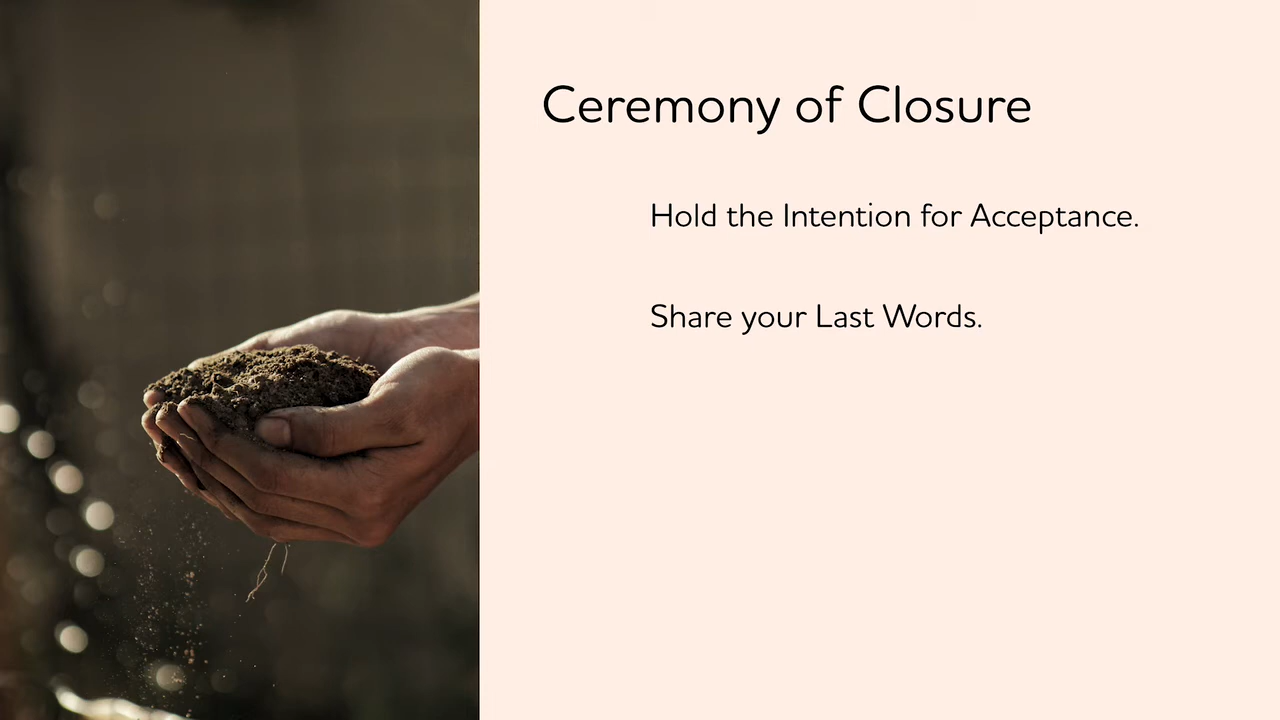 Ceremony of Closure
Hold the Intention for Acceptance.
Share your Last Words.